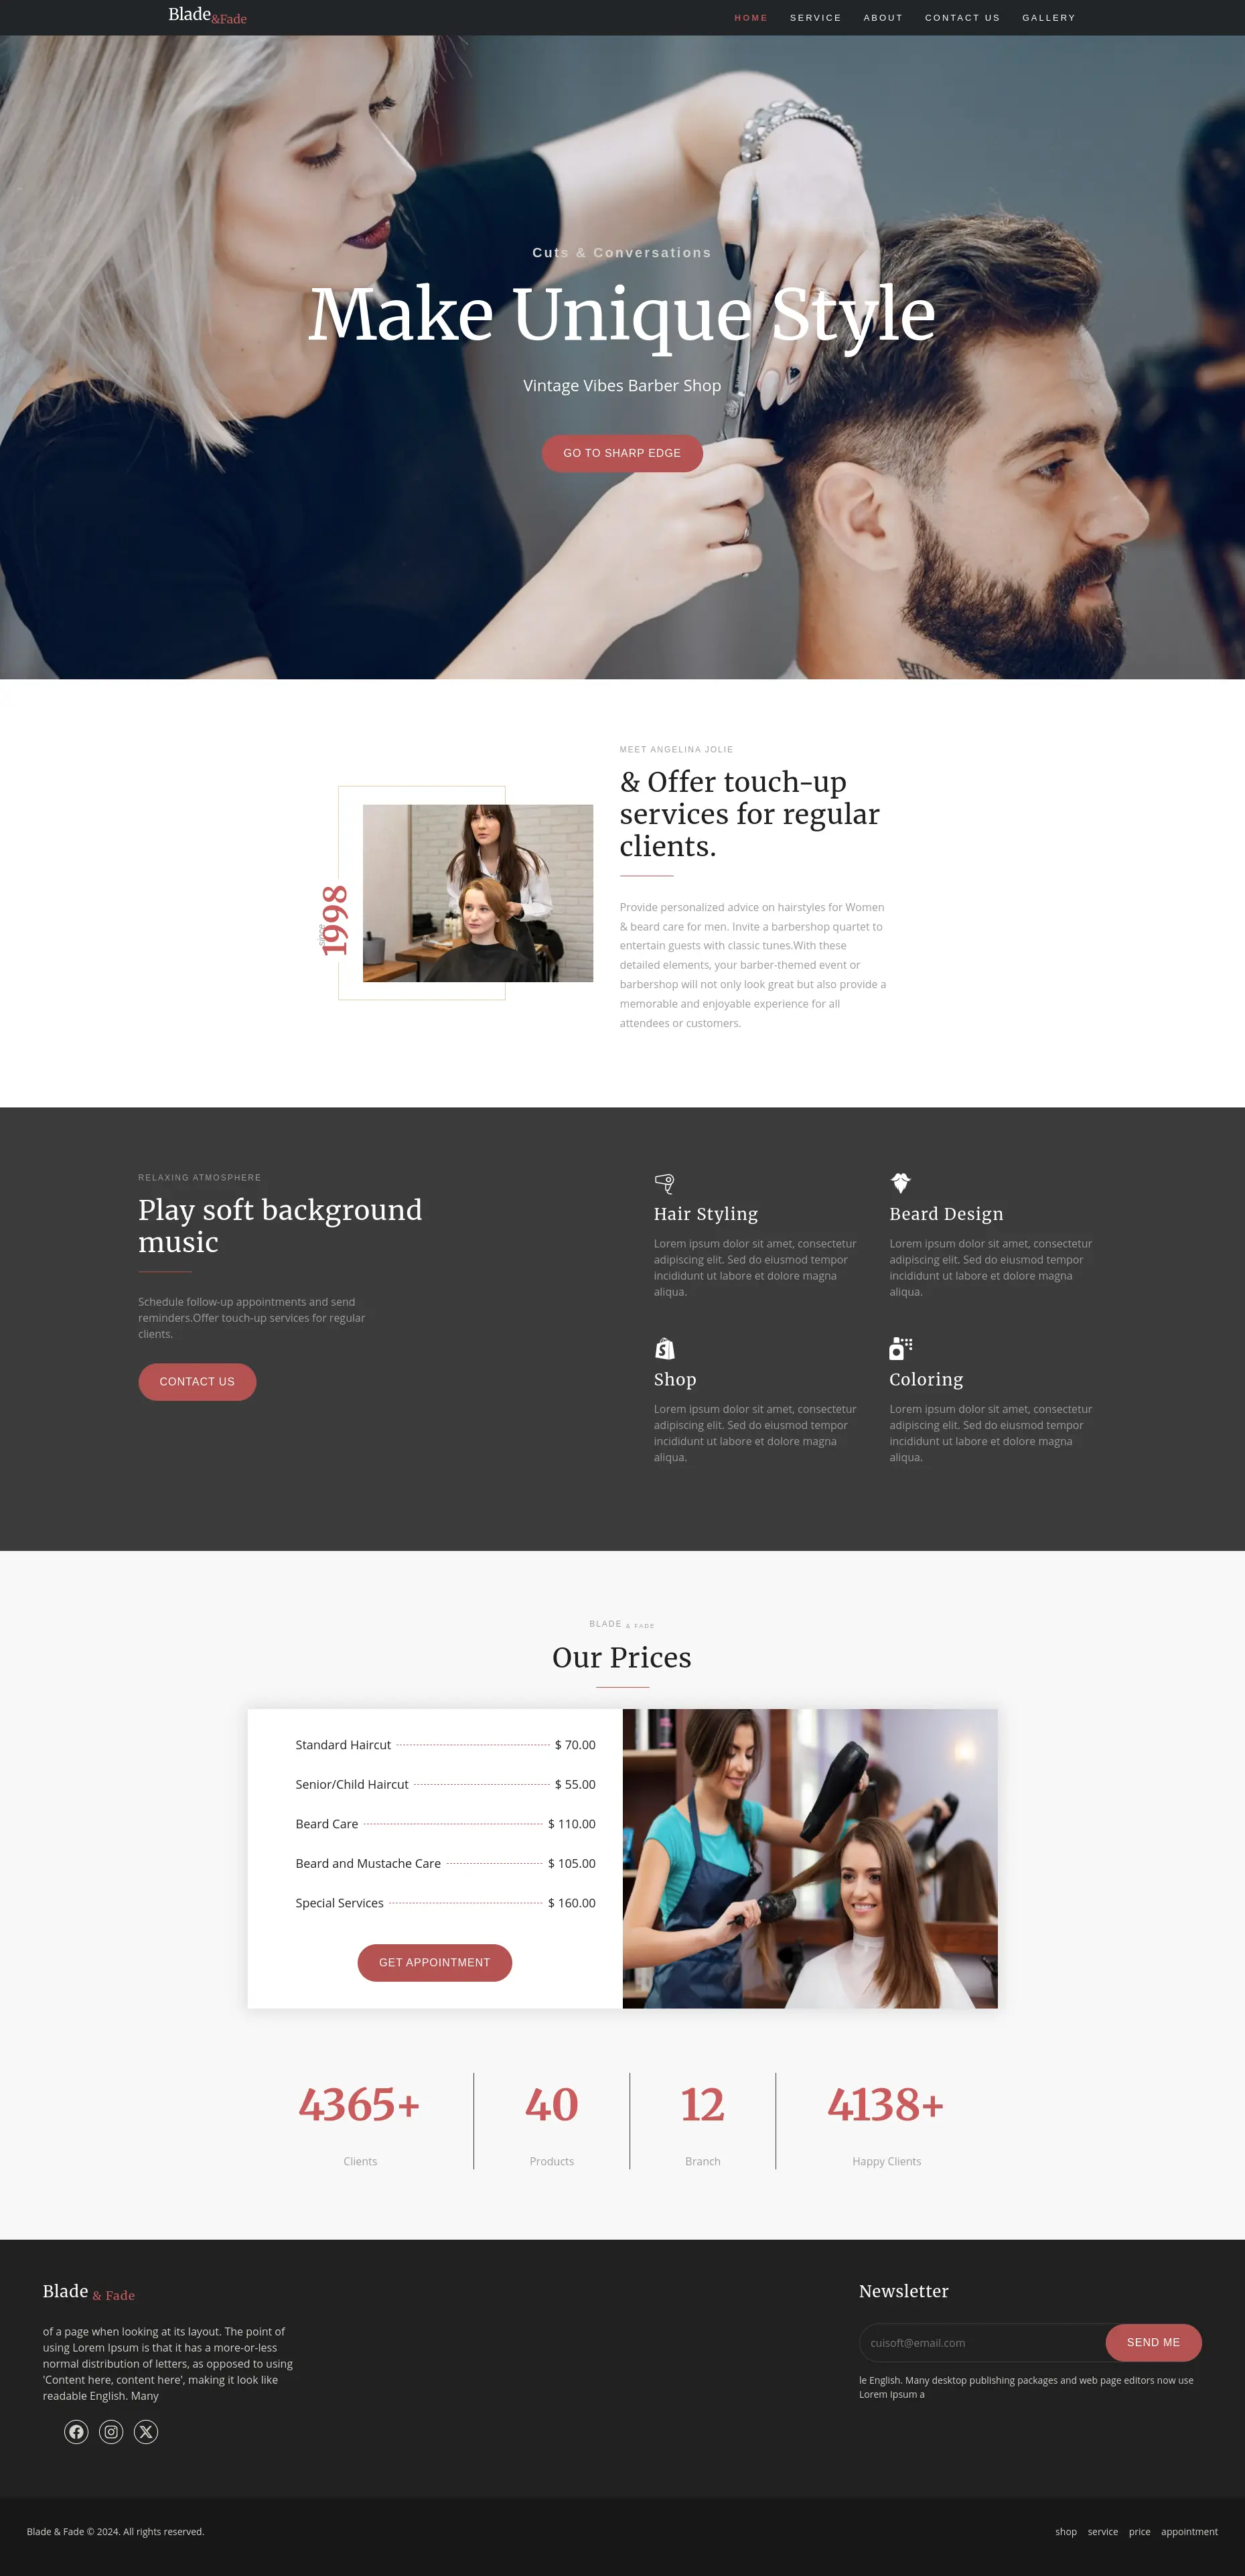 Blade&Fade
HOME SERVICE ABOUT CONTACT US GALLERY
Cuts & Conversations
Make Unique Style
Vintage Vibes Barber Shop
GO TO SHARP EDGE
since
1998
MEET ANGELINA JOLIE
& Offer touch-up
services for regular
clients.
Provide personalized advice on hairstyles for Women
& beard care for men. Invite a barbershop quartet to
entertain guests with classic tunes.With these
detailed elements, your barber-themed event or
barbershop will not only look great but also provide a
memorable and enjoyable experience for all
attendees or customers.
RELAXING ATMOSPHERE
Play soft background
music
Schedule follow-up appointments and send
reminders.Offer touch-up services for regular
clients.
CONTACT US
Hair Styling
Lorem ipsum dolor sit amet, consectetur
adipiscing elit. Sed do eiusmod tempor
incididunt ut labore et dolore magna
aliqua.
Beard Design
Lorem ipsum dolor sit amet, consectetur
adipiscing elit. Sed do eiusmod tempor
incididunt ut labore et dolore magna
aliqua.
Shop
Lorem ipsum dolor sit amet, consectetur
adipiscing elit. Sed do eiusmod tempor
incididunt ut labore et dolore magna
aliqua.
Coloring
Lorem ipsum dolor sit amet, consectetur
adipiscing elit. Sed do eiusmod tempor
incididunt ut labore et dolore magna
aliqua.
BLADE & FADE
Our Prices
Standard Haircut $ 70.00
Senior/Child Haircut $ 55.00
Beard Care $ 110.00
Beard and Mustache Care $ 105.00
Special Services $ 160.00
GET APPOINTMENT
4365+
Clients
40
Products
12
Branch
4138+
Happy Clients
Blade & Fade
of a page when looking at its layout. The point of
using Lorem Ipsum is that it has a more-or-less
normal distribution of letters, as opposed to using
'Content here, content here', making it look like
readable English. Many
Newsletter
cuisoft@email.com
SEND ME
le English. Many desktop publishing packages and web page editors now use
Lorem Ipsum a
Blade & Fade © 2024. All rights reserved.
shop service price appointment